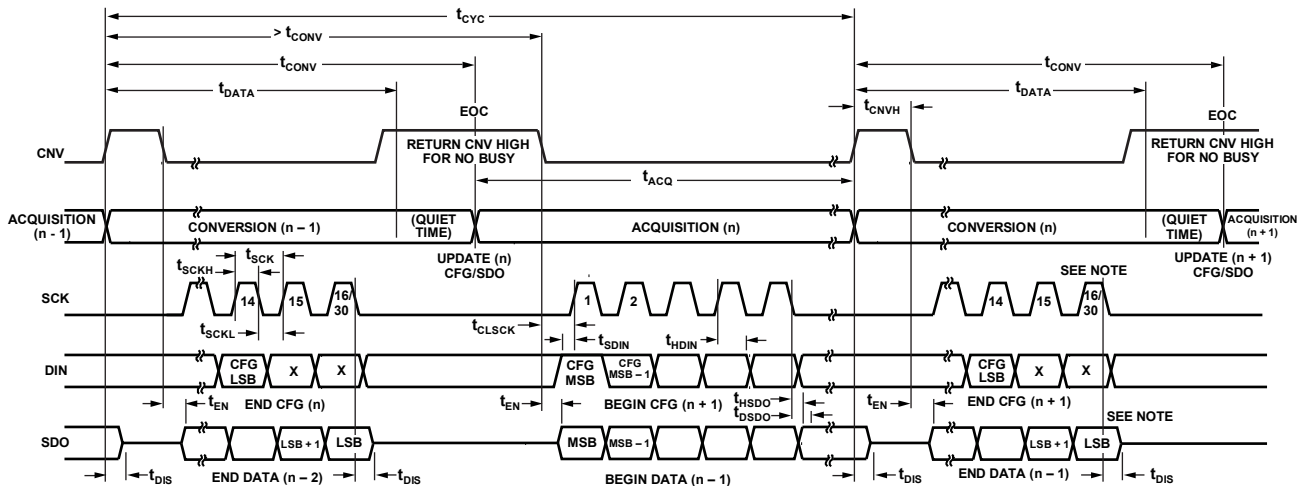 tCYC
> tCONV
tCONV
tCONV
tDATA
tCNVH
tDATA
EOC
EOC
CNV
RETURN CNV HIGH
FOR NO BUSY
RETURN CNV HIGH
FOR NO BUSY
tACQ
ACQUISITION
(n - 1)
CONVERSION (n – 1)
(QUIET
TIME)
ACQUISITION (n)
CONVERSION (n)
(QUIET
TIME)
ACQUISITION
(n + 1)
UPDATE (n)
CFG/SDO
UPDATE (n + 1)
CFG/SDO
tSCKH
tSCK
SEE NOTE
SCK
14
15
16/
30
1
2
14
15
16/
30
tSCKL
tCLSCK
tSDIN
tHDIN
DIN
CFG
LSB
X
X
CFG
MSB
CFG
MSB – 1
CFG
LSB
X
X
tEN
END CFG (n)
tEN
BEGIN CFG (n + 1)
tHSDO
tDSDO
tEN
END CFG (n + 1)
SEE NOTE
SDO
LSB + 1
LSB
MSB
MSB – 1
LSB + 1
LSB
tDIS
END DATA (n – 2)
tDIS
BEGIN DATA (n – 1)
tDIS
END DATA (n – 1)
tDIS